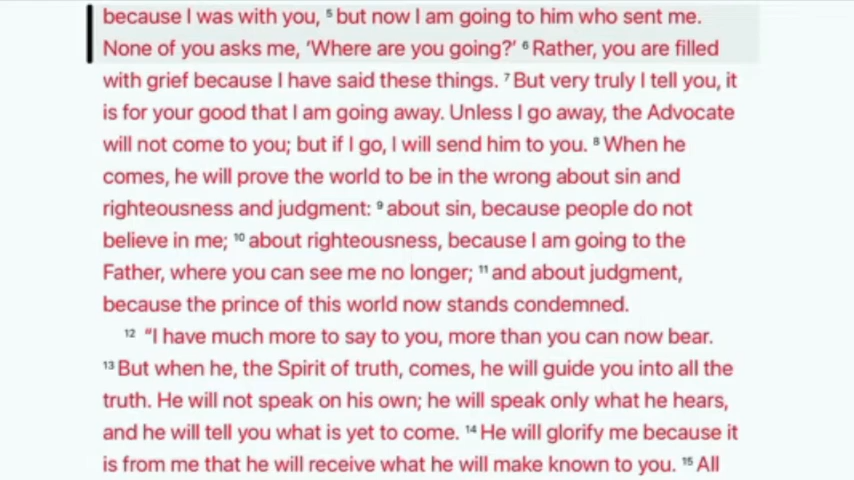 because I was with you, ⁵ but now I am going to him who sent me.
None of you asks me, ‘Where are you going?’ ⁶ Rather, you are filled
with grief because I have said these things. ⁷ But very truly I tell you, it
is for your good that I am going away. Unless I go away, the Advocate
will not come to you; but if I go, I will send him to you. ⁸ When he
comes, he will prove the world to be in the wrong about sin and
righteousness and judgment: ⁹ about sin, because people do not
believe in me; ¹⁰ about righteousness, because I am going to the
Father, where you can see me no longer; ¹¹ and about judgment,
because the prince of this world now stands condemned.
¹² “I have much more to say to you, more than you can now bear.
¹³ But when he, the Spirit of truth, comes, he will guide you into all the
truth. He will not speak on his own; he will speak only what he hears,
and he will tell you what is yet to come. ¹⁴ He will glorify me because it
is from me that he will receive what he will make known to you. ¹⁵ All